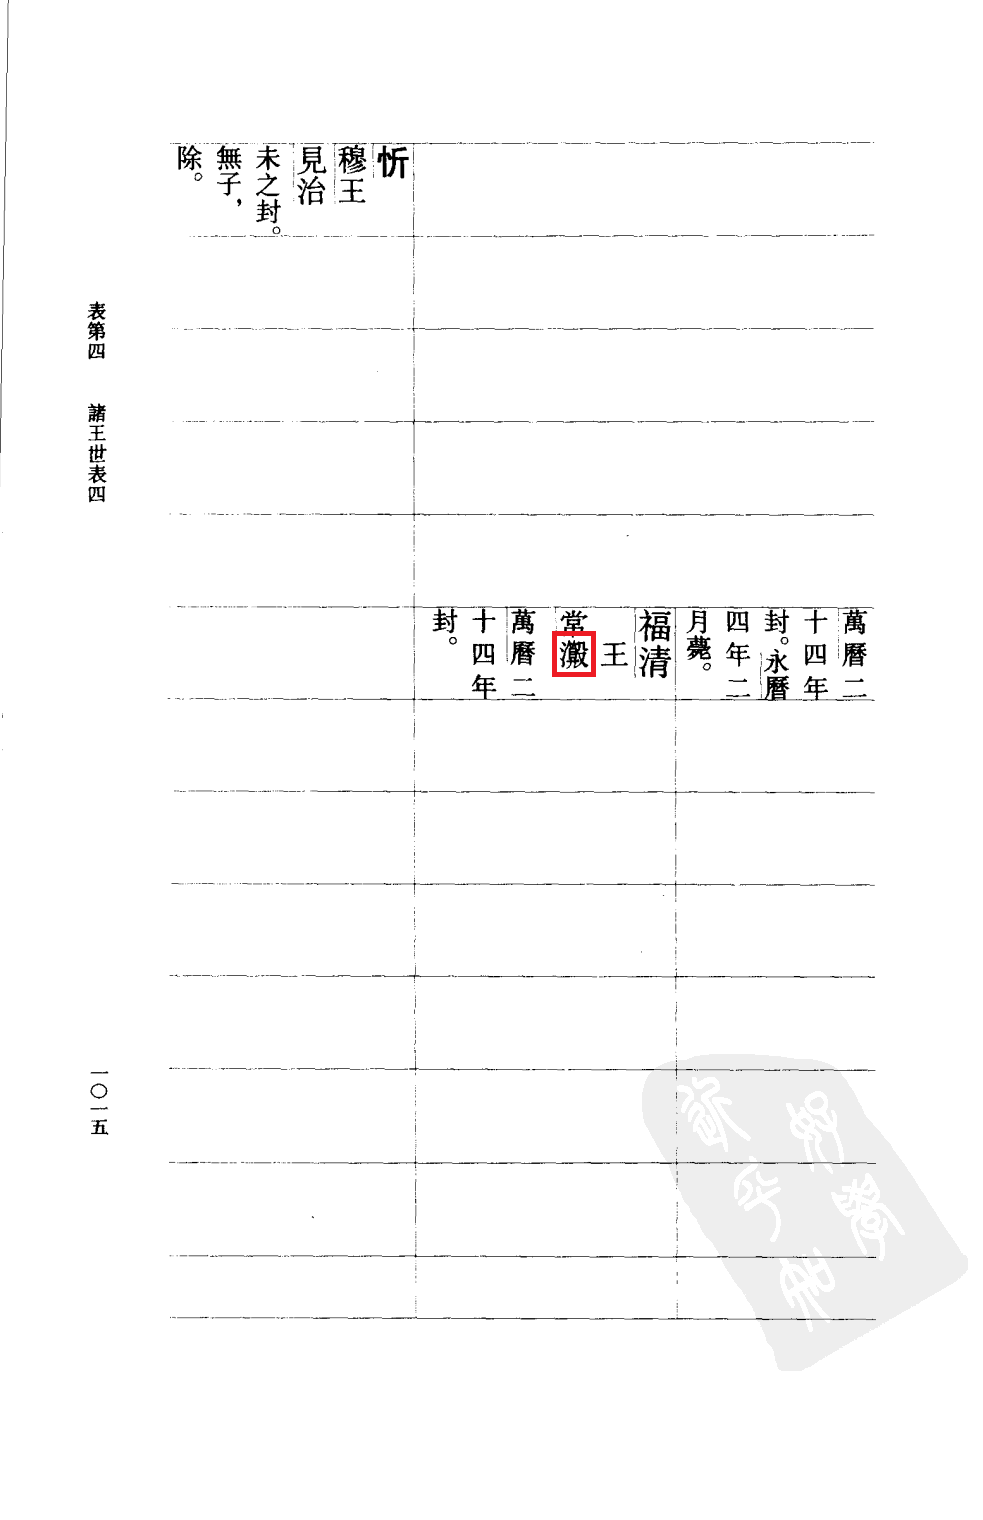 萬曆二
十四年
封。永曆
四年二
月薨。
福清
王
常
萬曆二
十四年
封。
忻
穆王
見治
未之封。
無子，
除。
表第四　諸王世表四
一〇一五